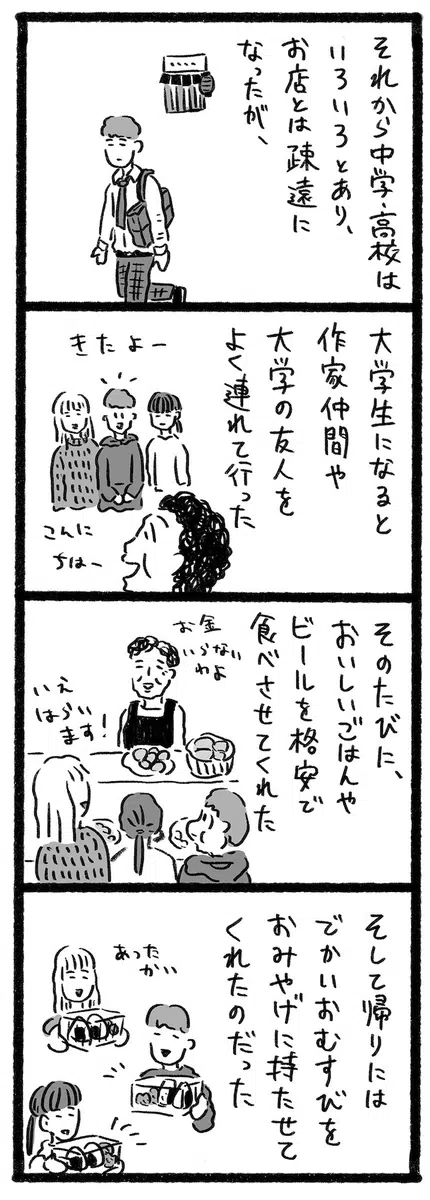 それから中学・高校は
いろいろとあり、
お店とは疎遠に
なったが、
大学生になると
作家仲間や
大学の友人を
よく連れて行った
きたよー
こんに
ちはー
そのたびに、
おいしいごはんや
ビールを格安で
食べさせてくれた
お金
いらない
わよ
いえ
はらい
ます!
そして帰りには
でかいおむすびを
おみやげに持たせて
くれたのだった
あった
かい